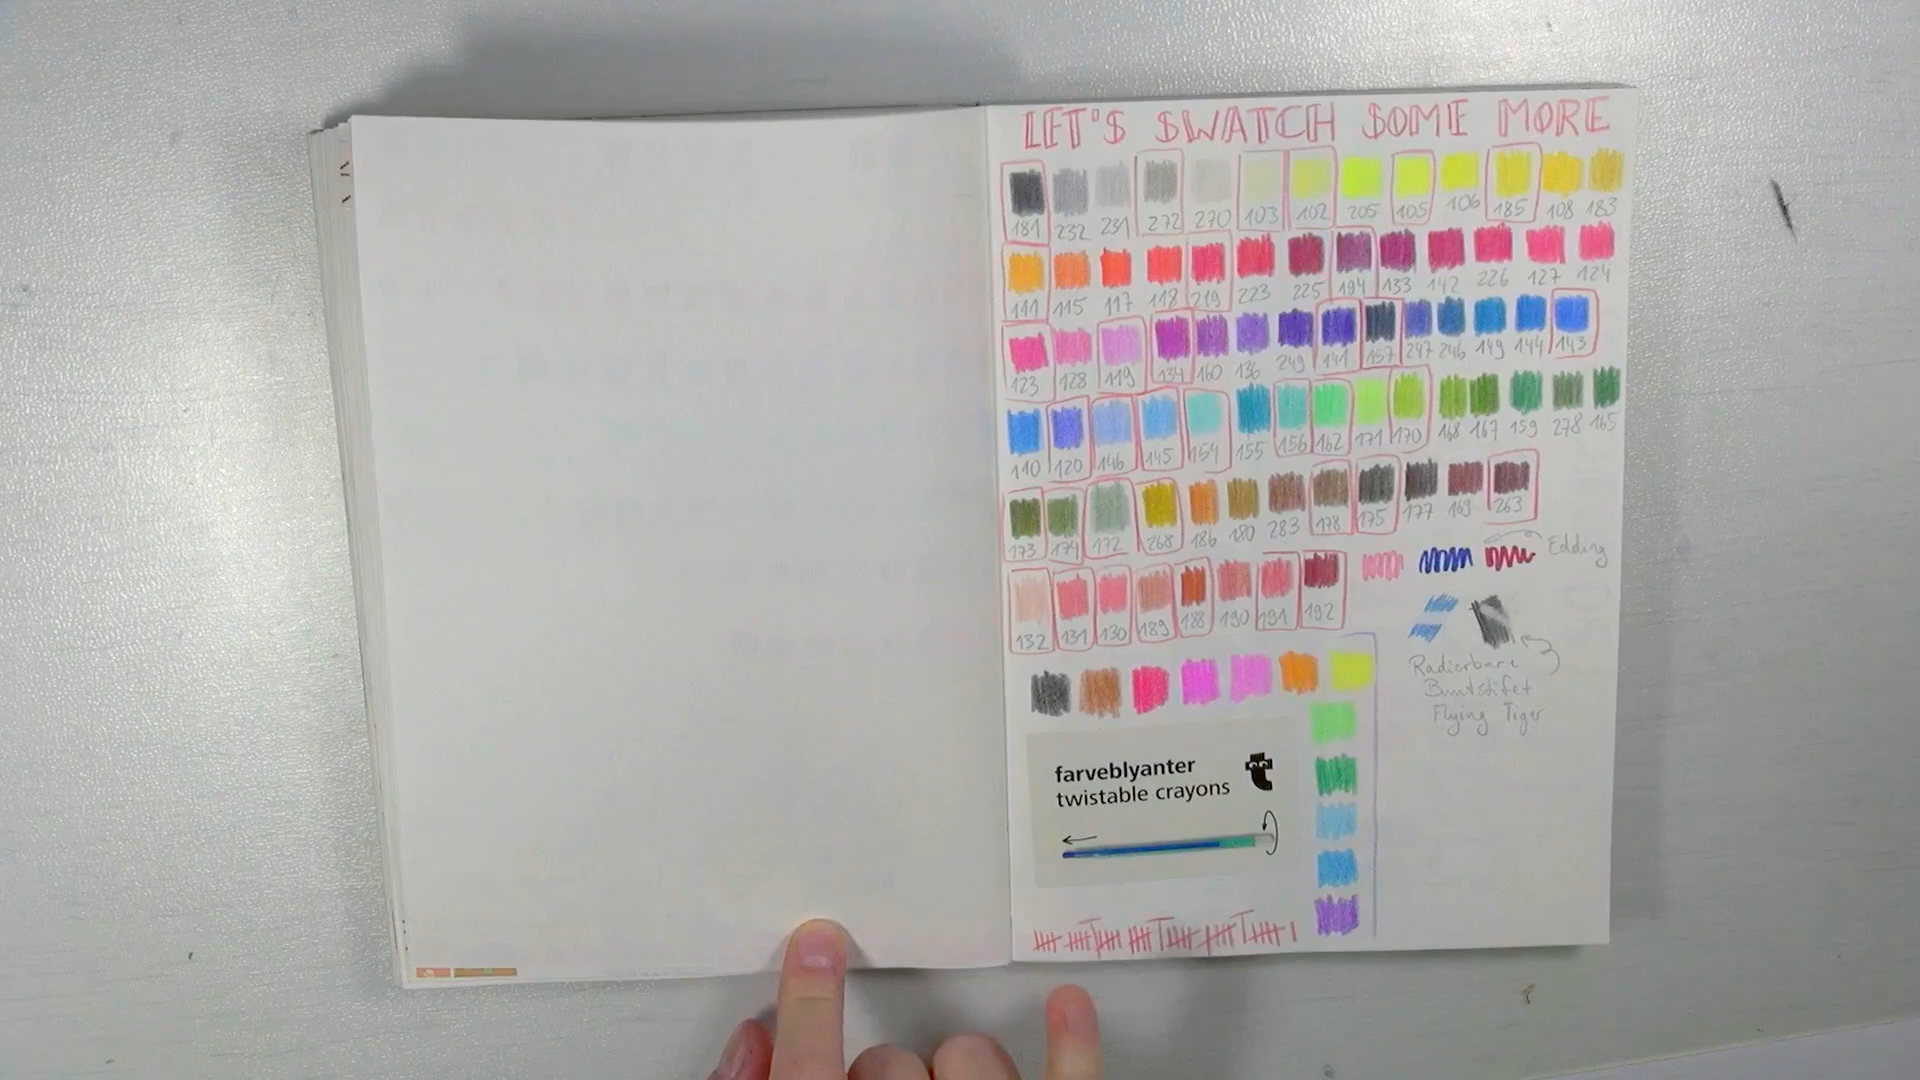 LET'S SWATCH SOME MORE
181 232 231 272 270 103 102 205 105 106 185 108 183
111 115 117 118 219 223 225 194 133 142 226 127 124
123 128 119 134 160 136 249 141 157 247 246 149 144 143
110 120 146 145 154 155 156 162 171 170 168 167 159 278 165
173 174 172 268 186 180 283 178 175 177 169 263
Edding
132 131 130 189 188 190 191 192
Radierbare
Buntstifet
Flying Tiger
farveblyanter
twistable crayons